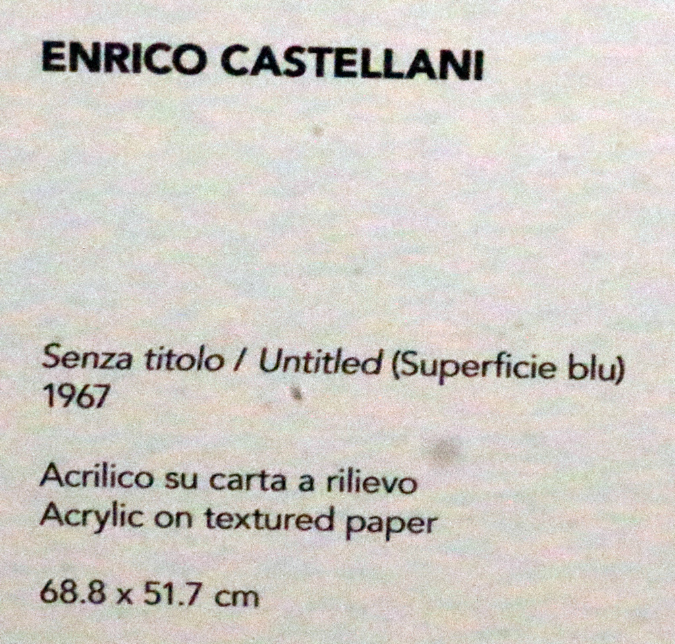 ENRICO CASTELLANI
Senza titolo / Untitled (Superficie blu)
1967
Acrilico su carta a rilievo
Acrylic on textured paper
68.8 x 51.7 cm